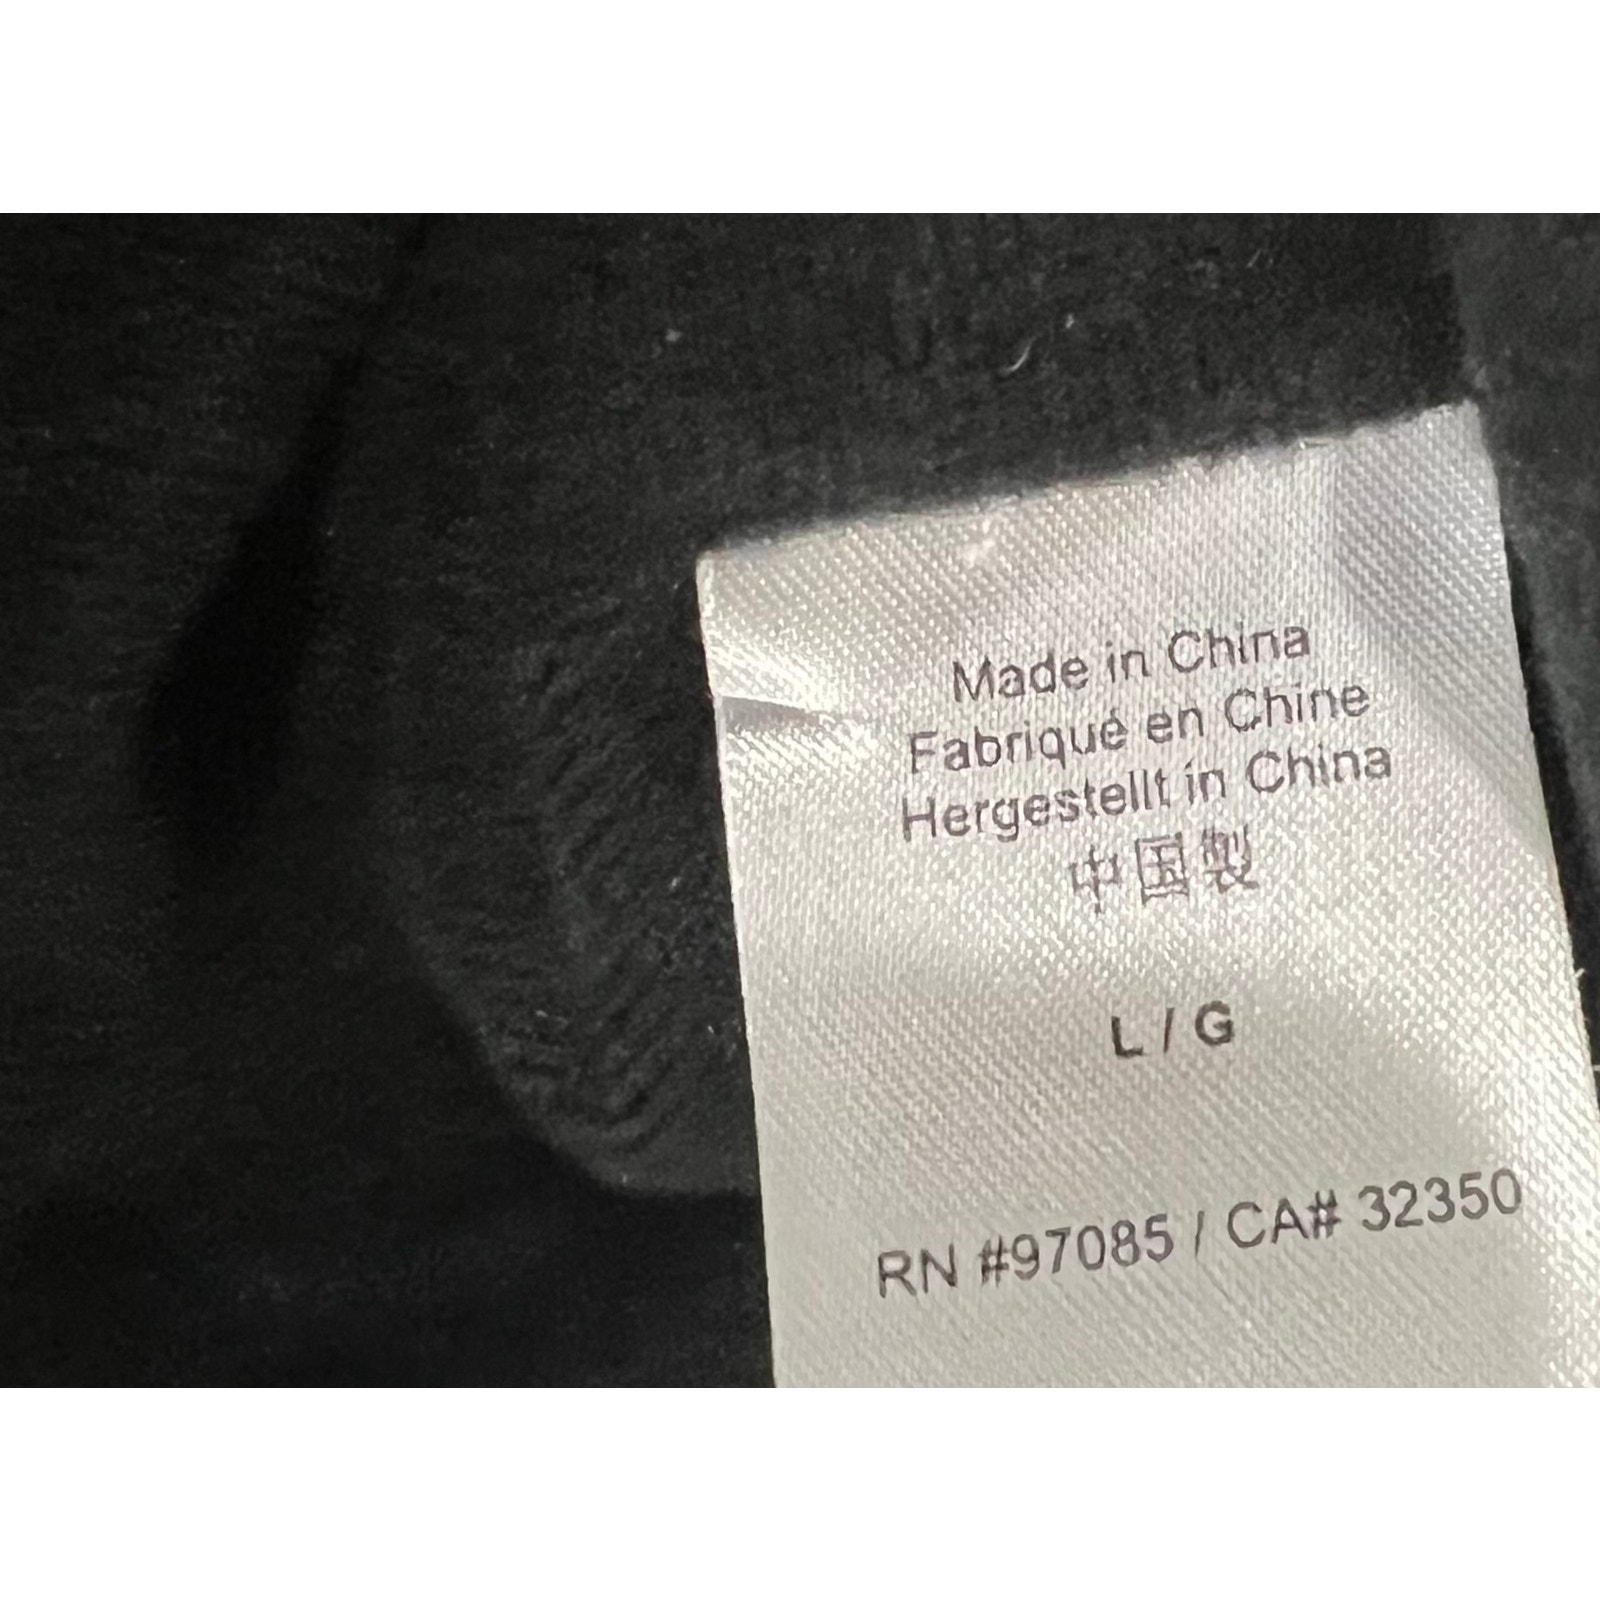 Made in China
Fabriqué en Chine
Hergestellt in China
中国製
L / G
RN #97085 / CA# 32350